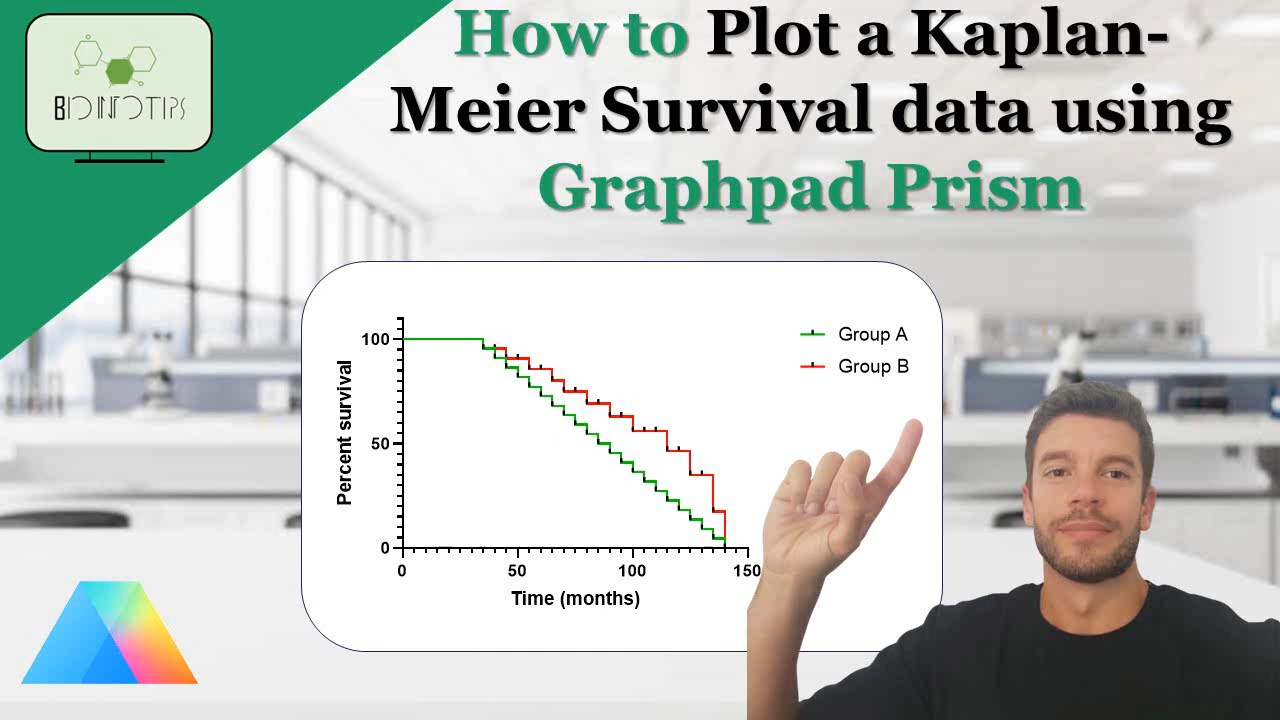 BIOINFOTIPS
How to Plot a Kaplan-
Meier Survival data using
Graphpad Prism
Group A
Group B
100
50
0
Percent survival
0 50 100 150
Time (months)